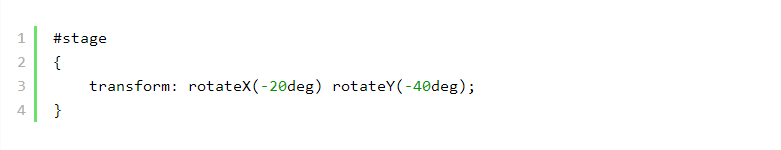 1 #stage
2 {
3     transform: rotateX(-20deg) rotateY(-40deg);
4 }